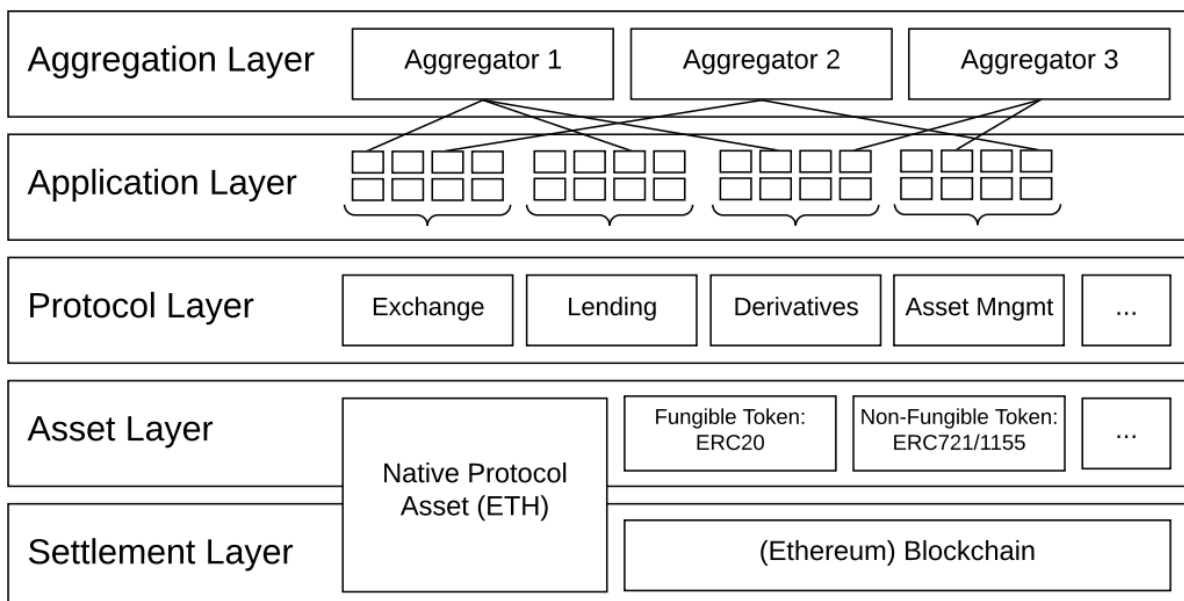 Aggregation Layer
Aggregator 1
Aggregator 2
Aggregator 3
Application Layer
Protocol Layer
Exchange
Lending
Derivatives
Asset Mngmt
...
Asset Layer
Native Protocol
Asset (ETH)
Fungible Token:
ERC20
Non-Fungible Token:
ERC721/1155
...
Settlement Layer
(Ethereum) Blockchain